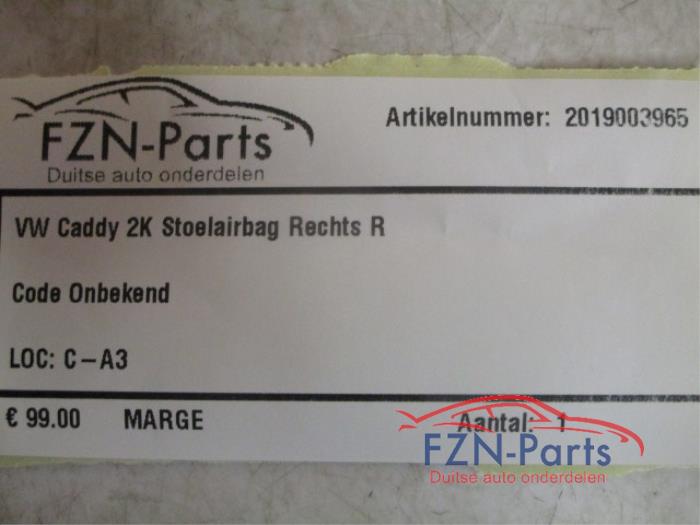 FZN-Parts
Duitse auto onderdelen
Artikelnummer: 2019003965
VW Caddy 2K Stoelairbag Rechts R
Code Onbekend
LOC: C-A3
€ 99.00 MARGE Aantal: 1
FZN-Parts
Duitse auto onderdelen